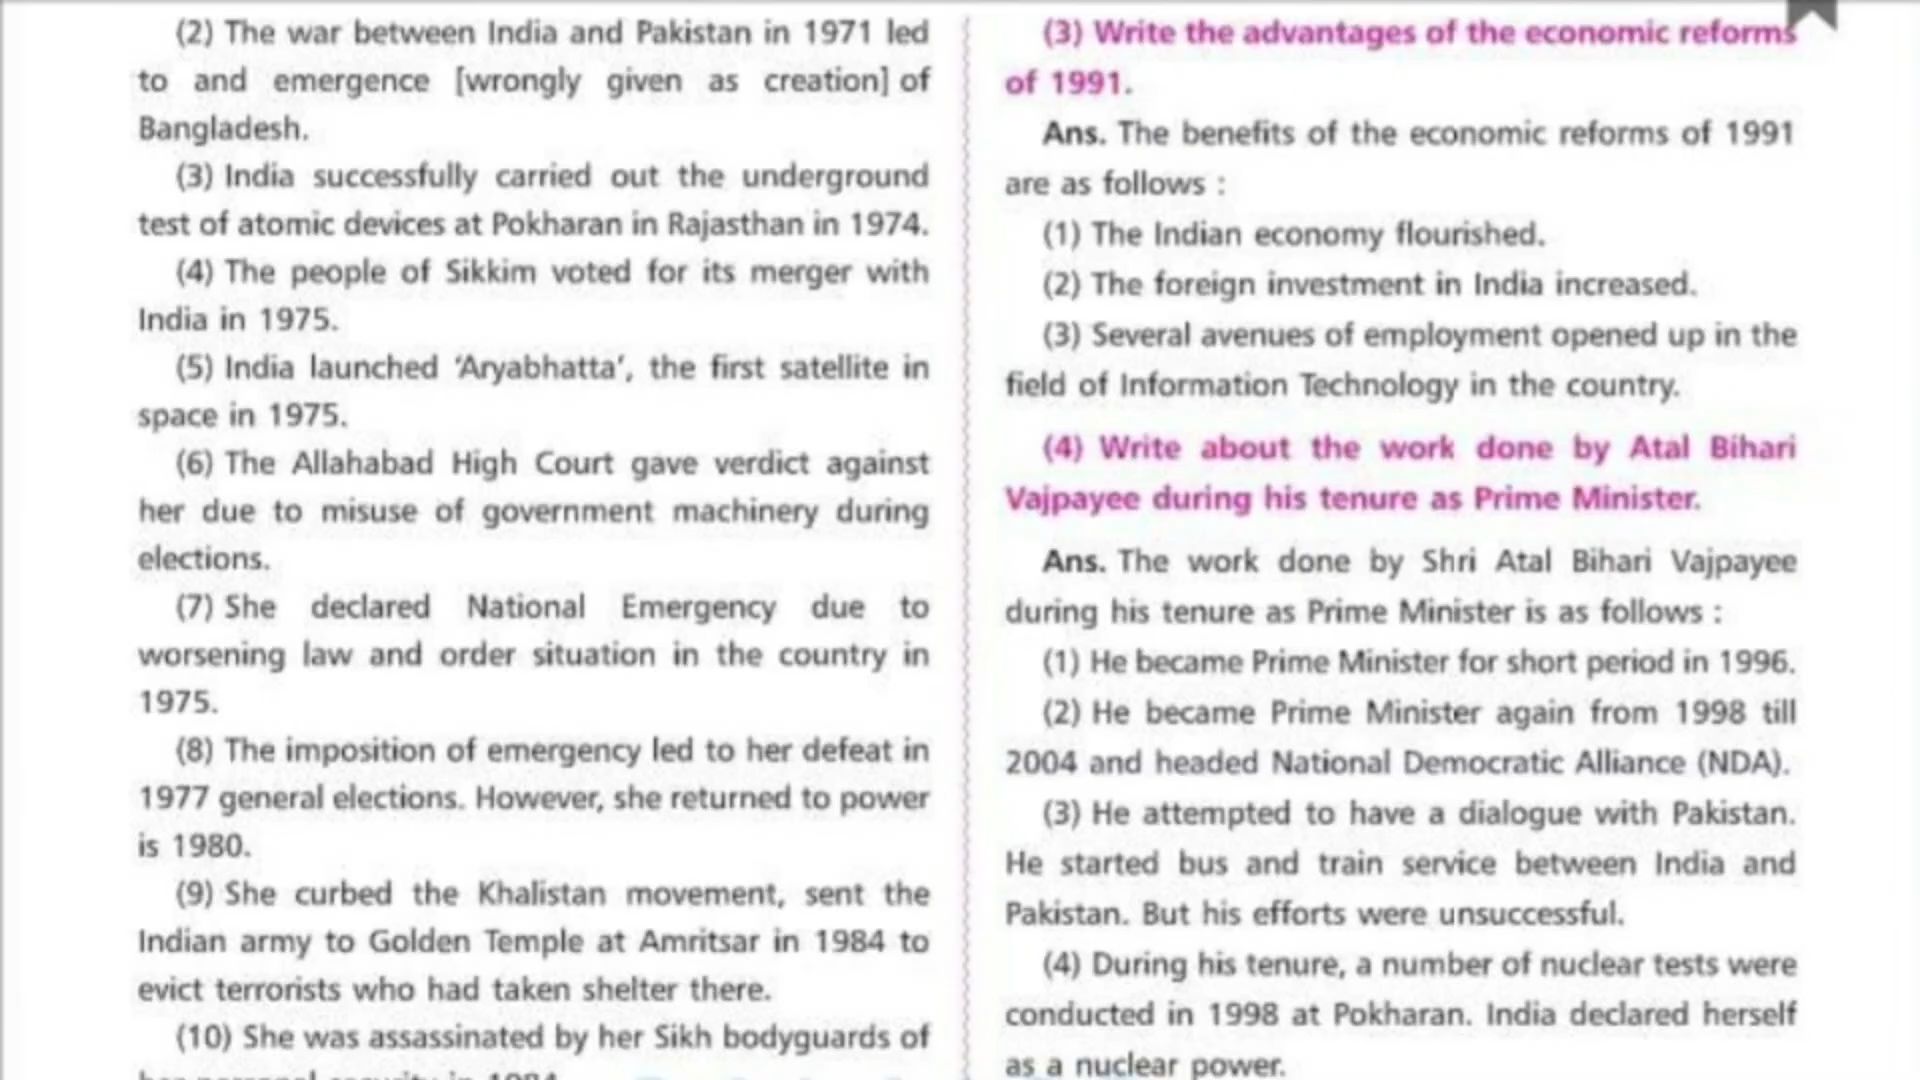 (2) The war between India and Pakistan in 1971 led
to and emergence [wrongly given as creation] of
Bangladesh.
(3) India successfully carried out the underground
test of atomic devices at Pokharan in Rajasthan in 1974.
(4) The people of Sikkim voted for its merger with
India in 1975.
(5) India launched ‘Aryabhatta’, the first satellite in
space in 1975.
(6) The Allahabad High Court gave verdict against
her due to misuse of government machinery during
elections.
(7) She declared National Emergency due to
worsening law and order situation in the country in
1975.
(8) The imposition of emergency led to her defeat in
1977 general elections. However, she returned to power
is 1980.
(9) She curbed the Khalistan movement, sent the
Indian army to Golden Temple at Amritsar in 1984 to
evict terrorists who had taken shelter there.
(10) She was assassinated by her Sikh bodyguards of
her personal security in 1984.
(3) Write the advantages of the economic reforms
of 1991.
Ans. The benefits of the economic reforms of 1991
are as follows :
(1) The Indian economy flourished.
(2) The foreign investment in India increased.
(3) Several avenues of employment opened up in the
field of Information Technology in the country.
(4) Write about the work done by Atal Bihari
Vajpayee during his tenure as Prime Minister.
Ans. The work done by Shri Atal Bihari Vajpayee
during his tenure as Prime Minister is as follows :
(1) He became Prime Minister for short period in 1996.
(2) He became Prime Minister again from 1998 till
2004 and headed National Democratic Alliance (NDA).
(3) He attempted to have a dialogue with Pakistan.
He started bus and train service between India and
Pakistan. But his efforts were unsuccessful.
(4) During his tenure, a number of nuclear tests were
conducted in 1998 at Pokharan. India declared herself
as a nuclear power.